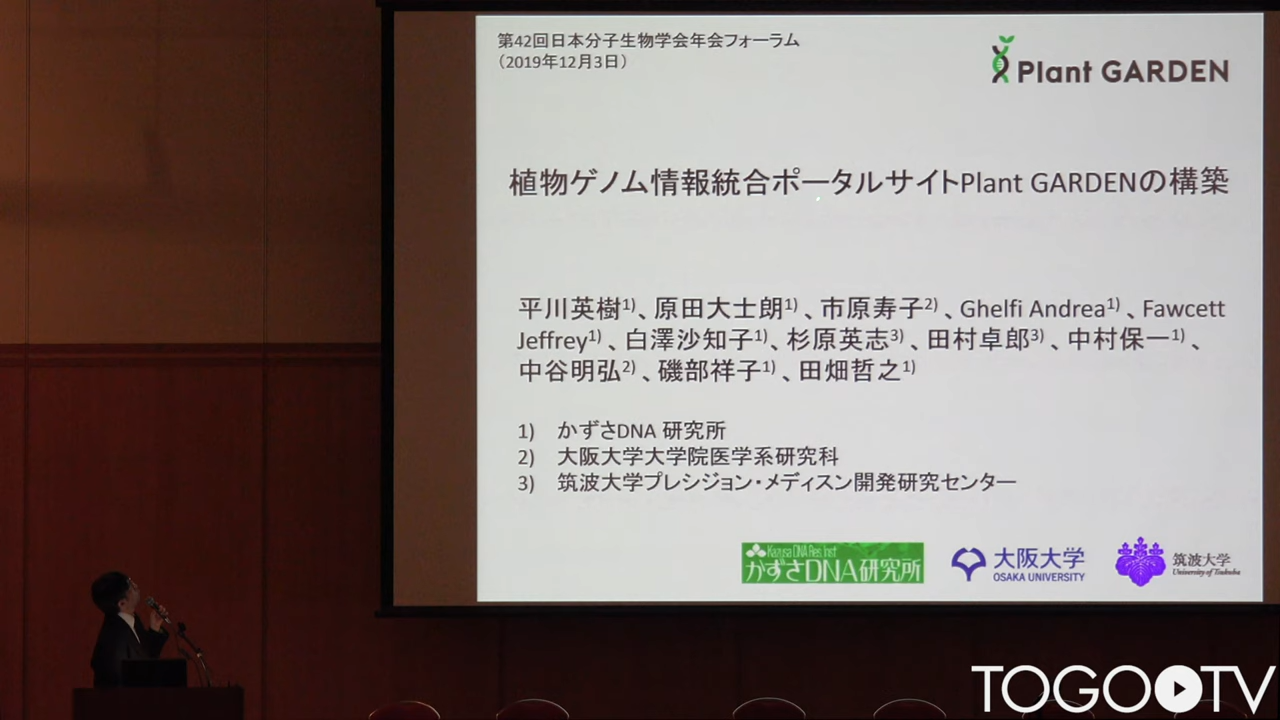 第42回日本分子生物学会年会フォーラム
(2019年12月3日)
Plant GARDEN
植物ゲノム情報統合ポータルサイトPlant GARDENの構築
平川英樹1)、原田大士朗1)、市原寿子2)、Ghelfi Andrea1)、Fawcett
Jeffrey1)、白澤沙知子1)、杉原英志3)、田村卓郎3)、中村保一1)、
中谷明弘2)、磯部祥子1)、田畑哲之1)
1) かずさDNA 研究所
2) 大阪大学大学院医学系研究科
3) 筑波大学プレシジョン・メディスン開発研究センター
Kazusa DNA Res Inst
かずさDNA研究所
大阪大学
OSAKA UNIVERSITY
筑波大学
University of Tsukuba
TOGO TV